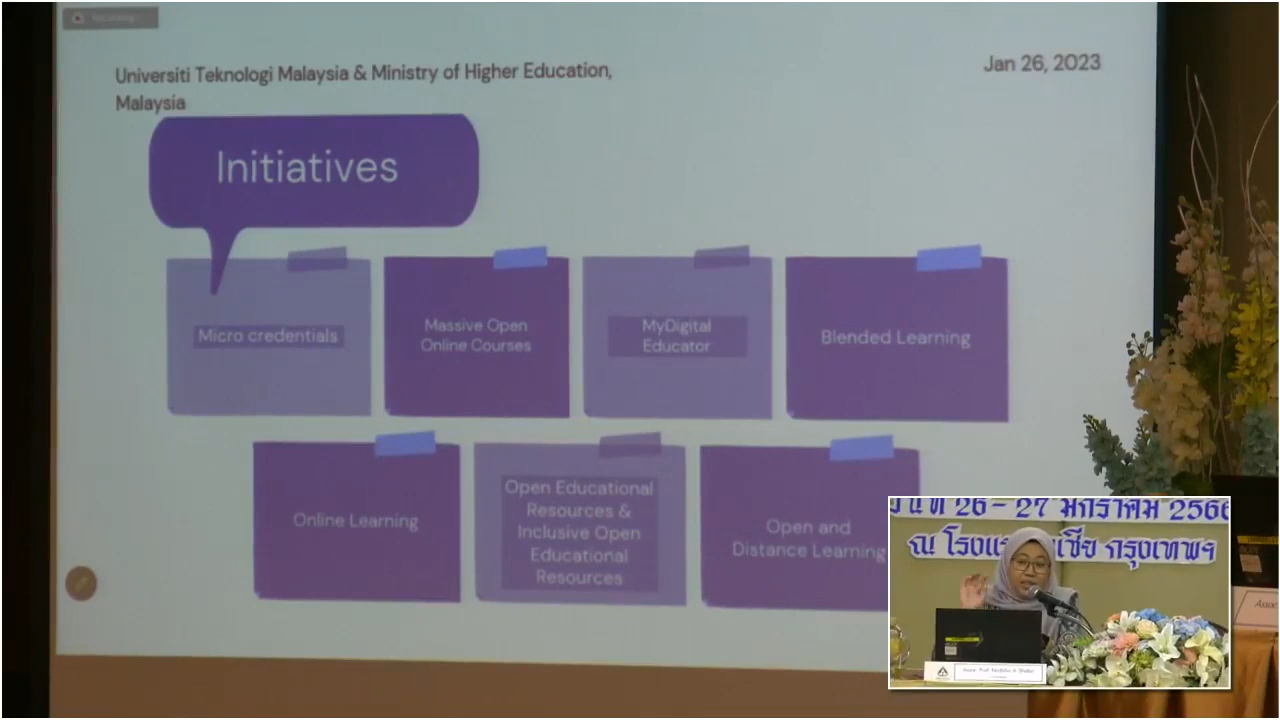 Universiti Teknologi Malaysia & Ministry of Higher Education,
Malaysia
Jan 26, 2023
Initiatives
Micro credentials
Massive Open
Online Courses
MyDigital
Educator
Blended Learning
Online Learning
Open Educational
Resources &
Inclusive Open
Educational
Resources
Open and
Distance Learning
26 - 27 มกราคม 2566
ณ โรงแรม กรุงเทพฯ
Assoc. Prof.